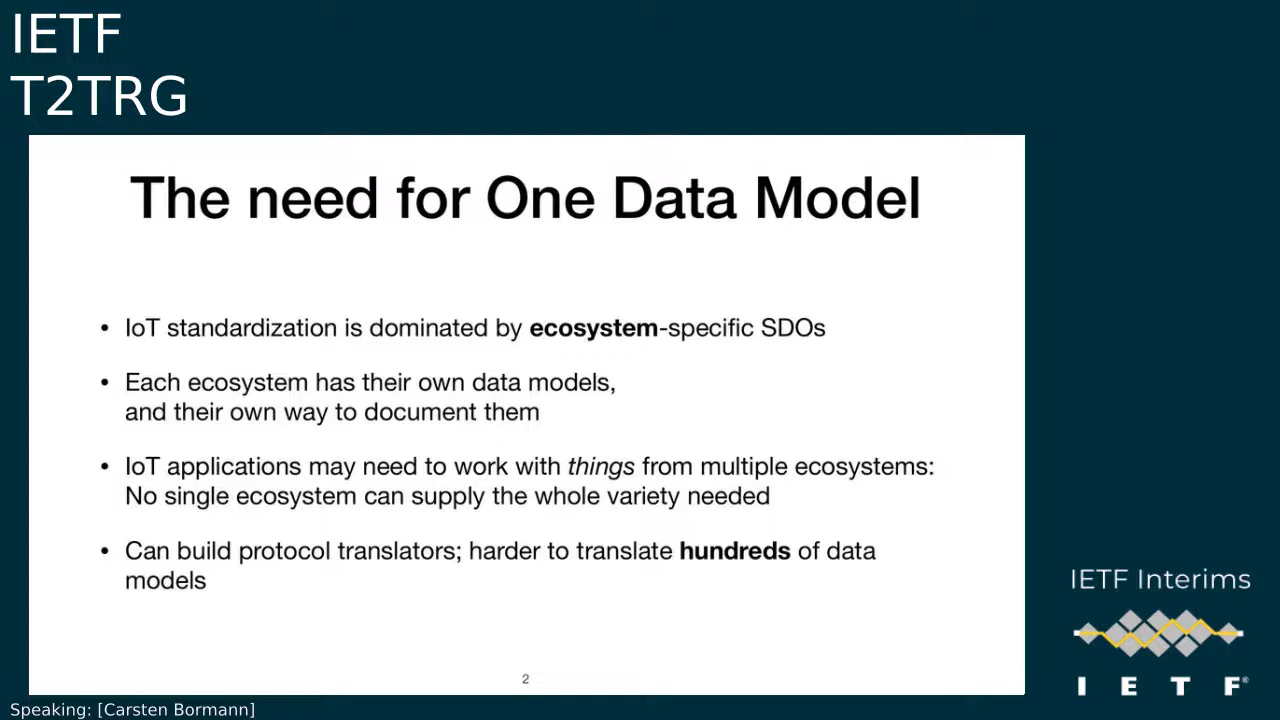 IETF
T2TRG
The need for One Data Model
• IoT standardization is dominated by ecosystem-specific SDOs
• Each ecosystem has their own data models,
and their own way to document them
• IoT applications may need to work with things from multiple ecosystems:
No single ecosystem can supply the whole variety needed
• Can build protocol translators; harder to translate hundreds of data
models
2
IETF Interims
I E T F®
Speaking: [Carsten Bormann]